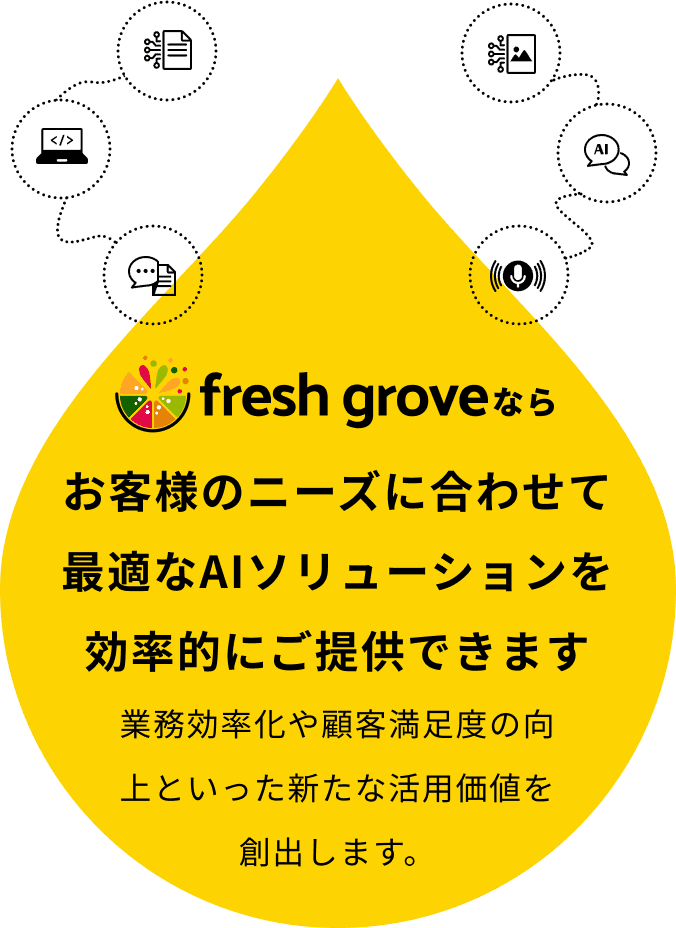 </>
AI
fresh groveなら
お客様のニーズに合わせて
最適なAIソリューションを
効率的にご提供できます
業務効率化や顧客満足度の向
上といった新たな活用価値を
創出します。